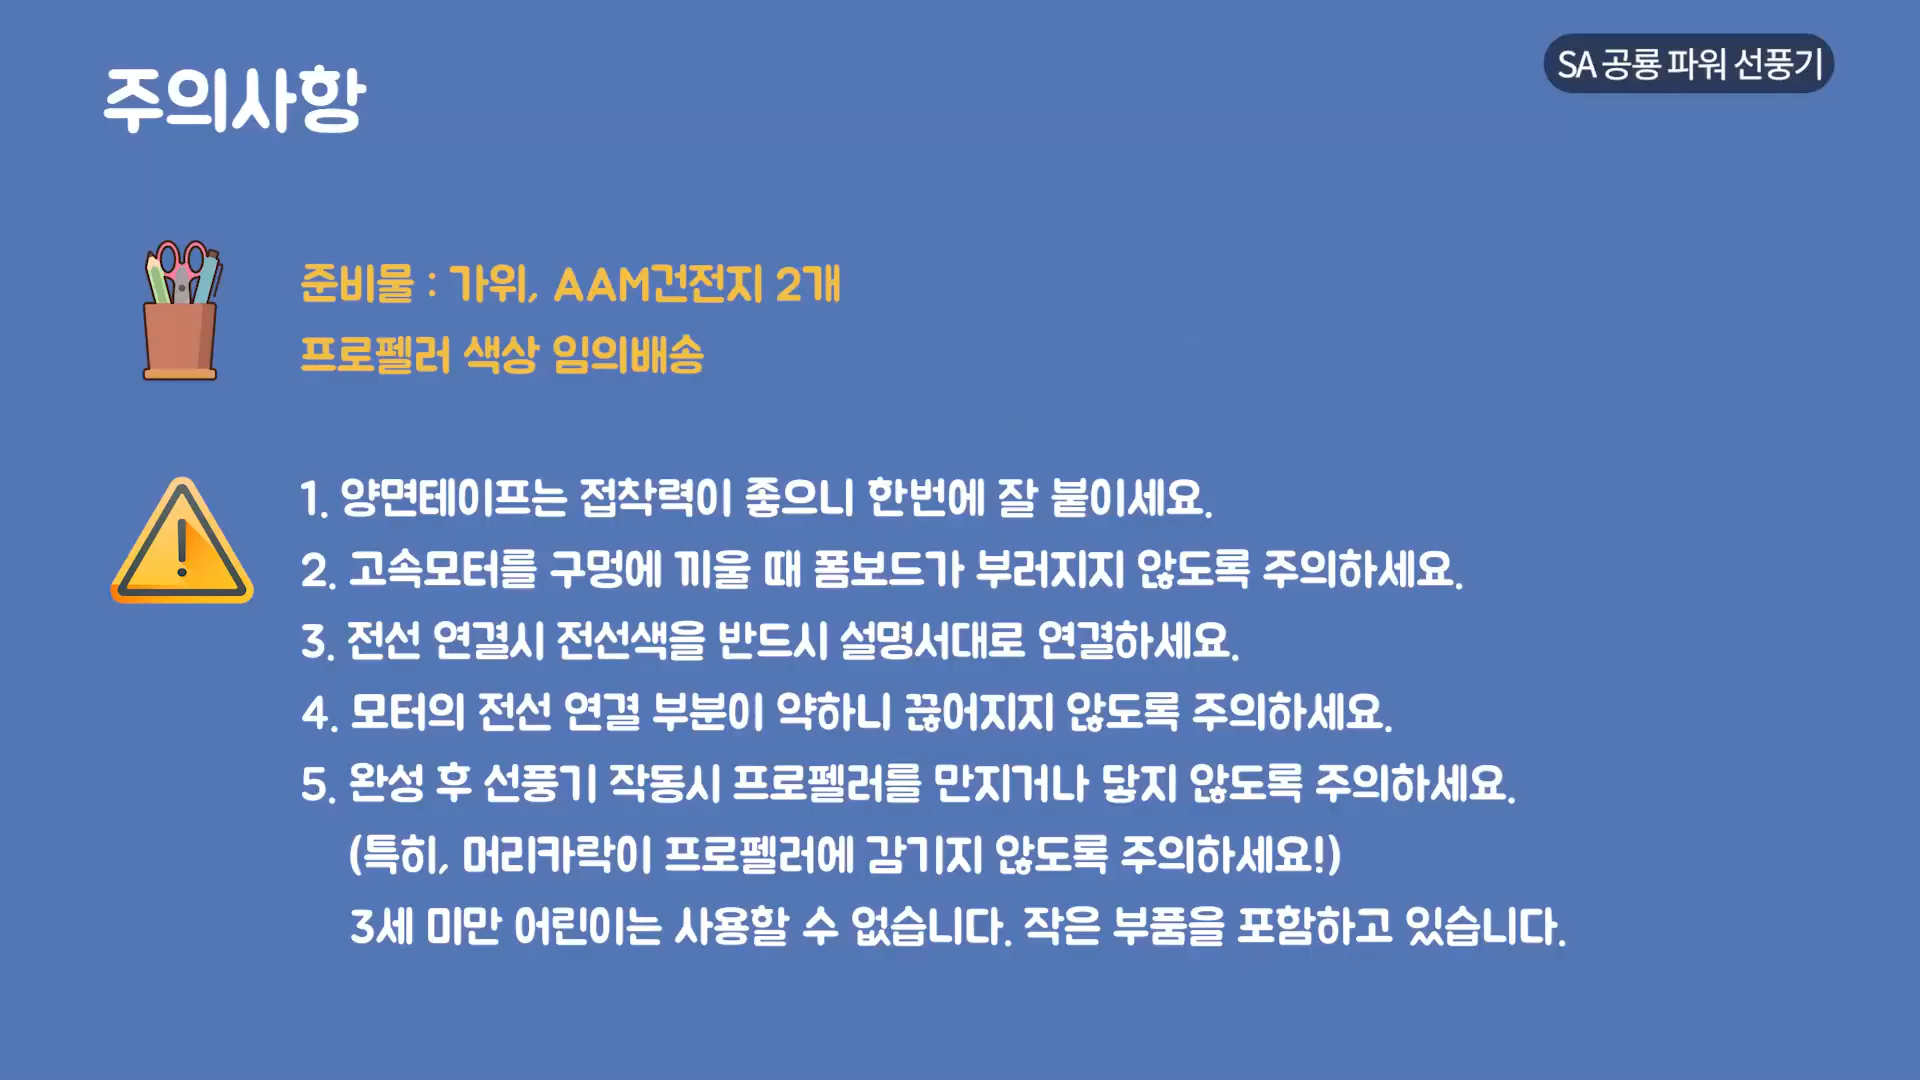 주의사항
SA 공룡 파워 선풍기
준비물 : 가위, AAM건전지 2개
프로펠러 색상 임의배송
1. 양면테이프는 접착력이 좋으니 한번에 잘 붙이세요.
2. 고속모터를 구멍에 끼울 때 폼보드가 부러지지 않도록 주의하세요.
3. 전선 연결시 전선색을 반드시 설명서대로 연결하세요.
4. 모터의 전선 연결 부분이 약하니 끊어지지 않도록 주의하세요.
5. 완성 후 선풍기 작동시 프로펠러를 만지거나 닿지 않도록 주의하세요.
(특히, 머리카락이 프로펠러에 감기지 않도록 주의하세요!)
3세 미만 어린이는 사용할 수 없습니다. 작은 부품을 포함하고 있습니다.